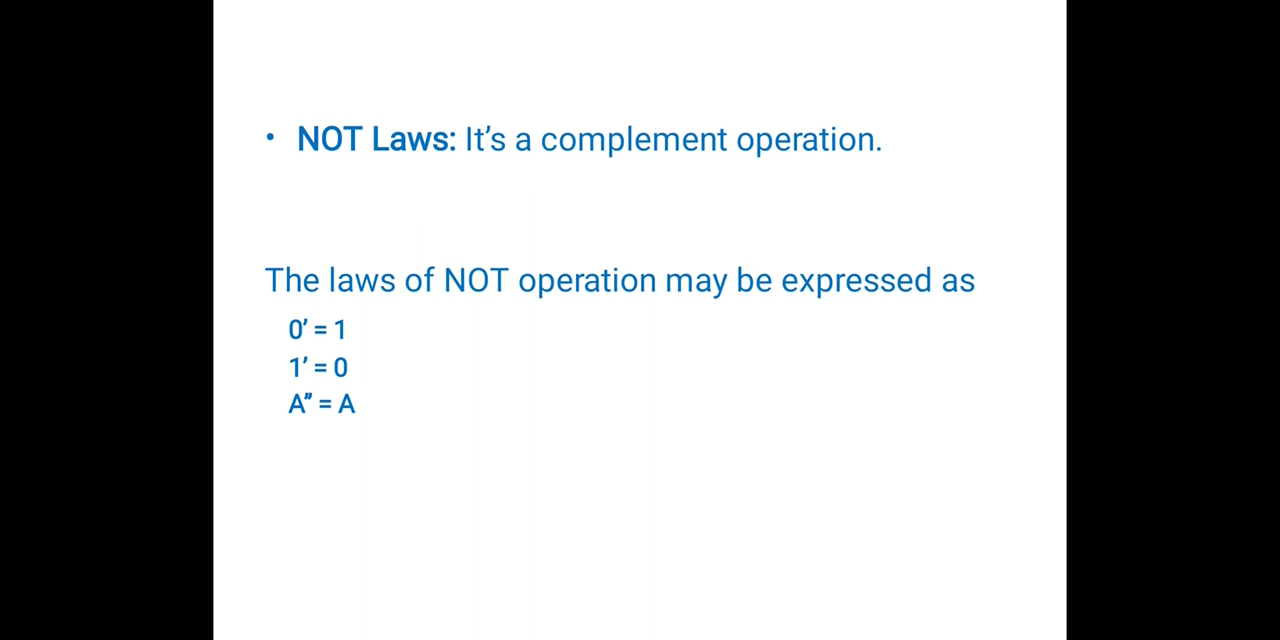 • NOT Laws: It’s a complement operation.
The laws of NOT operation may be expressed as
0’ = 1
1’ = 0
A’’ = A